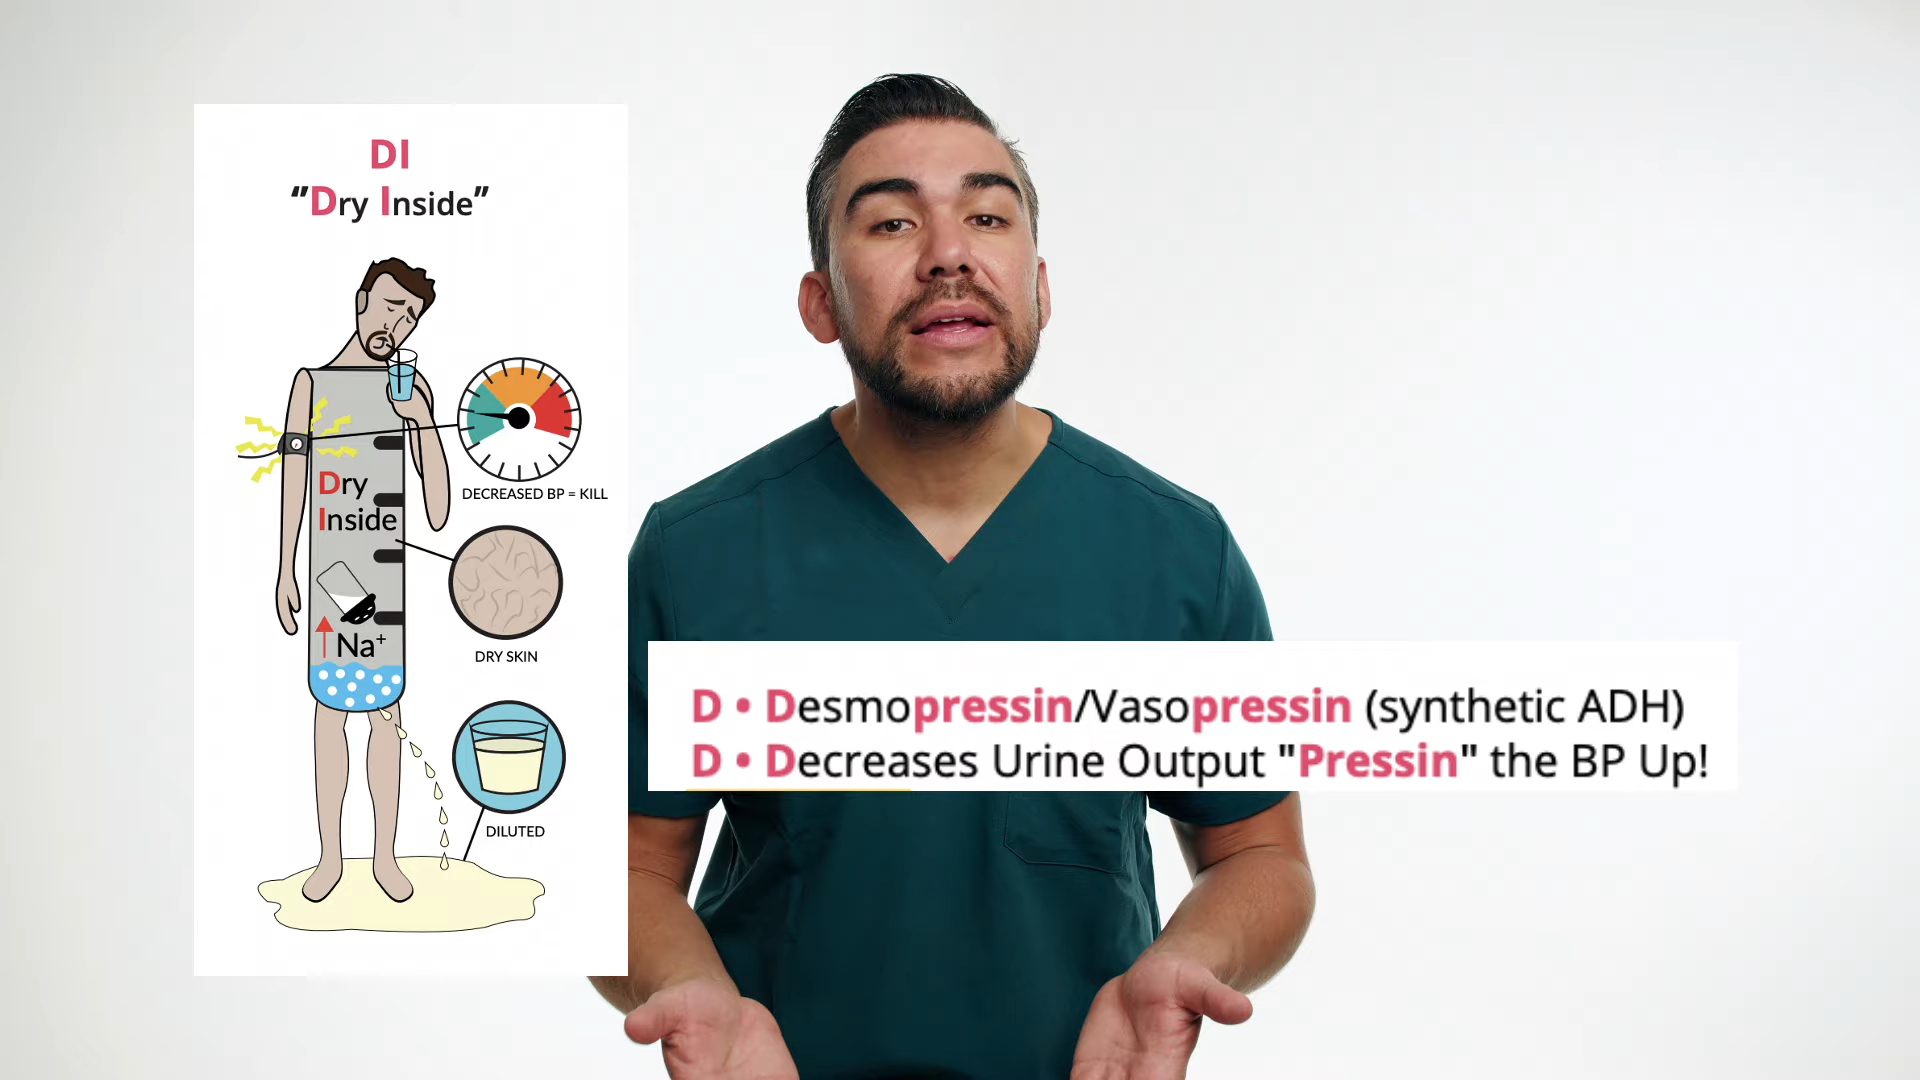 DI
"Dry Inside"
DECREASED BP = KILL
Dry
Inside
DRY SKIN
Na+
DILUTED
D • Desmopressin/Vasopressin (synthetic ADH)
D • Decreases Urine Output "Pressin" the BP Up!